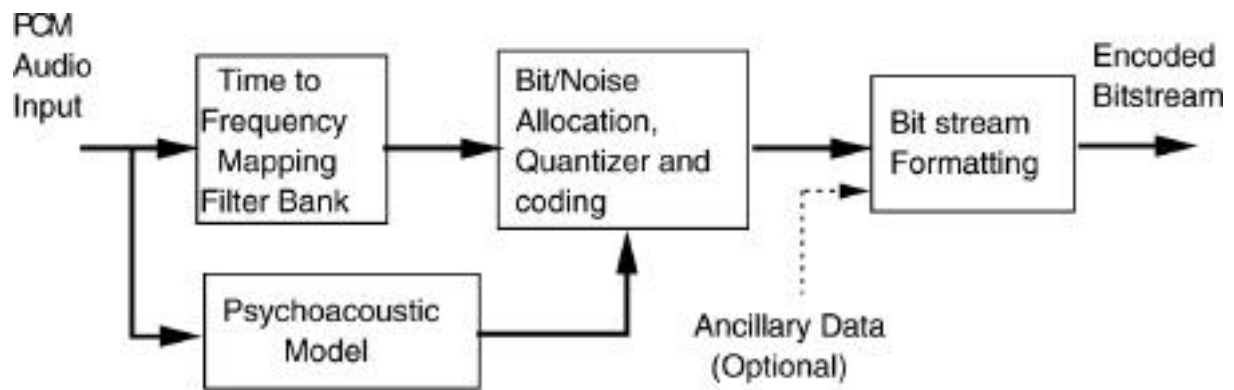 PCM
Audio
Input
Time to
Frequency
Mapping
Filter Bank
Bit/Noise
Allocation,
Quantizer and
coding
Bit stream
Formatting
Encoded
Bitstream
Psychoacoustic
Model
Ancillary Data
(Optional)